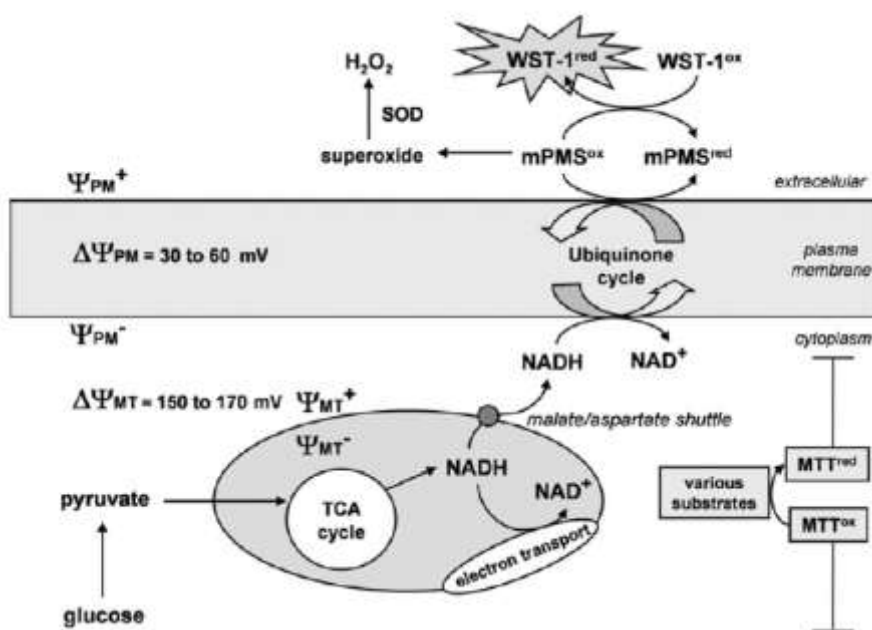 WST-1red
WST-1ox
H2O2
SOD
superoxide
mPMSox
mPMSred
ΨPM+
extracellular
ΔΨPM = 30 to 60 mV
Ubiquinone
cycle
plasma
membrane
ΨPM-
cytoplasm
NADH
NAD+
ΔΨMT = 150 to 170 mV
ΨMT+
malate/aspartate shuttle
ΨMT-
NADH
NAD+
pyruvate
TCA
cycle
electron transport
various
substrates
MTTred
MTTox
glucose